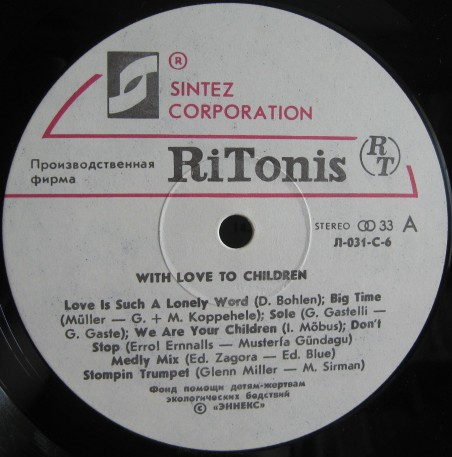 ®
SINTEZ
CORPORATION
Производственная
фирма
RiTonis
RT
STEREO 33 A
Л-031-С-6
WITH LOVE TO CHILDREN
Love Is Such A Lonely Word (D. Bohlen); Big Time
(Müller — G. + M. Koppehele); Sole (G. Gastelli —
G. Gaste); We Are Your Children (I. Möbus); Don't
Stop (Errol Ernnalls — Musterla Gündagu)
Medly Mix (Ed. Zagora — Ed. Blue)
Stompin Trumpet (Glenn Miller — M. Sirman)
Фонд помощи детям-жертвам
экологических бедствий
© «ЭННЕКС»